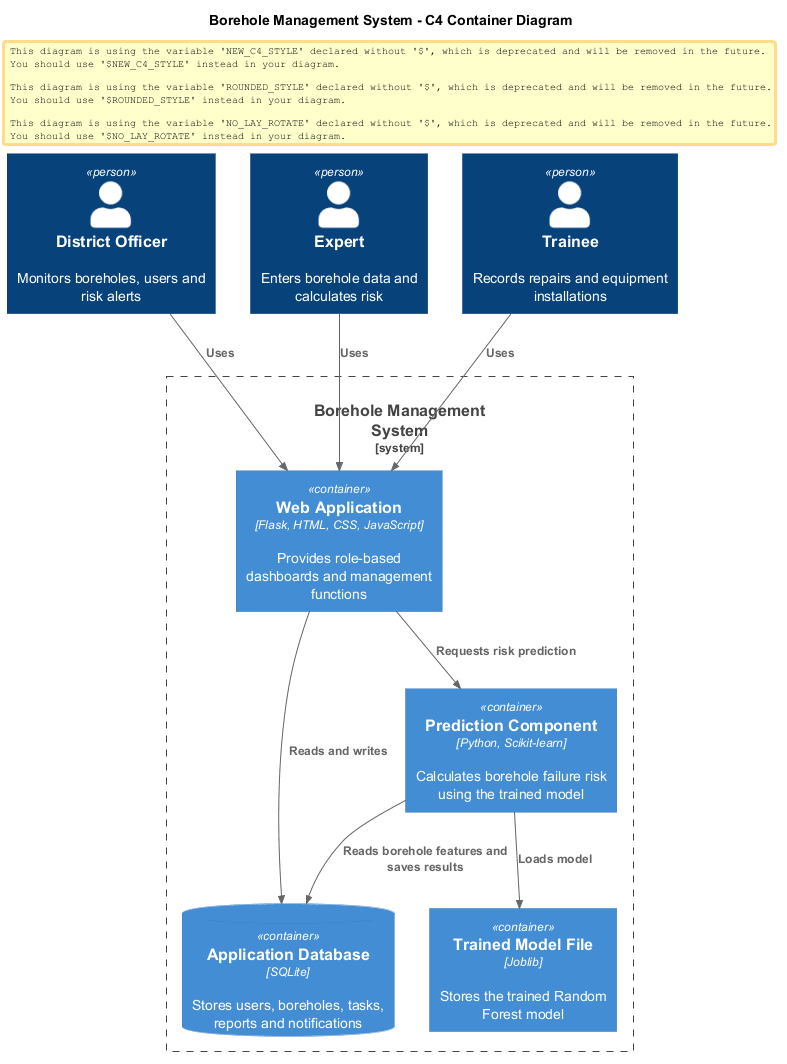 Borehole Management System - C4 Container Diagram
This diagram is using the variable 'NEW_C4_STYLE' declared without '$', which is deprecated and will be removed in the future.
You should use '$NEW_C4_STYLE' instead in your diagram.
This diagram is using the variable 'ROUNDED_STYLE' declared without '$', which is deprecated and will be removed in the future.
You should use '$ROUNDED_STYLE' instead in your diagram.
This diagram is using the variable 'NO_LAY_ROTATE' declared without '$', which is deprecated and will be removed in the future.
You should use '$NO_LAY_ROTATE' instead in your diagram.
«person»
District Officer
Monitors boreholes, users and
risk alerts
«person»
Expert
Enters borehole data and
calculates risk
«person»
Trainee
Records repairs and equipment
installations
Uses
Uses
Uses
Borehole Management
System
[system]
«container»
Web Application
[Flask, HTML, CSS, JavaScript]
Provides role-based
dashboards and management
functions
Requests risk prediction
«container»
Prediction Component
[Python, Scikit-learn]
Calculates borehole failure risk
using the trained model
Reads and writes
Reads borehole features and
saves results
Loads model
«container»
Application Database
[SQLite]
Stores users, boreholes, tasks,
reports and notifications
«container»
Trained Model File
[Joblib]
Stores the trained Random
Forest model